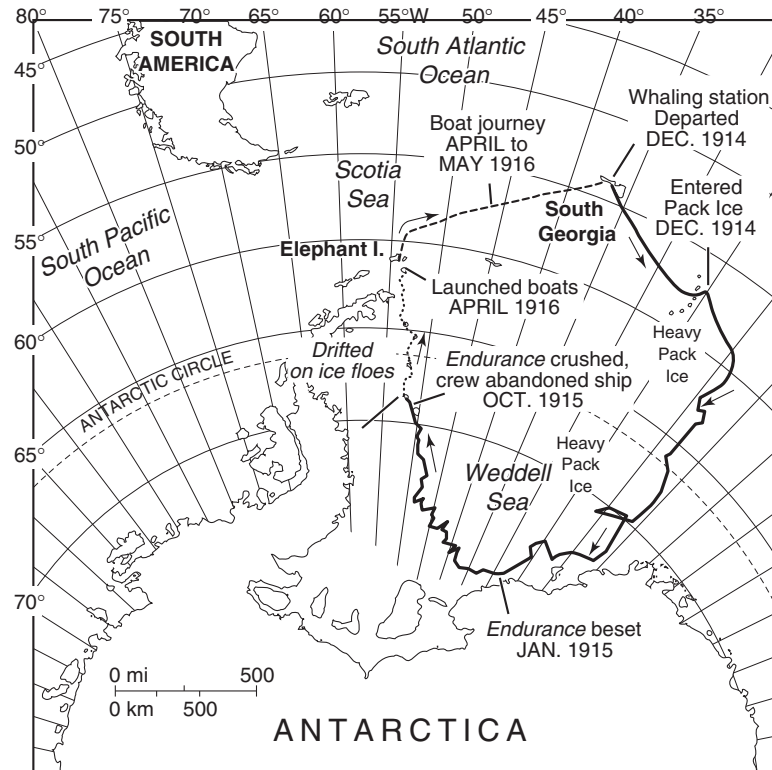 80° 75° 70° 65° 60° 55° 50° 45° 40° 35°
SOUTH
AMERICA
South Atlantic
Ocean
45°
Whaling station
Departed
DEC. 1914
Boat journey
APRIL to
MAY 1916
50°
Scotia
Sea
Entered
Pack Ice
DEC. 1914
South Pacific
Ocean
South
Georgia
55°
Elephant I.
Launched boats
APRIL 1916
60°
Heavy
Pack
Ice
Drifted
on ice floes
Endurance crushed,
crew abandoned ship
OCT. 1915
ANTARCTIC CIRCLE
65°
Heavy
Pack
Ice
Weddell
Sea
70°
Endurance beset
JAN. 1915
0 mi 500
0 km 500
ANTARCTICA